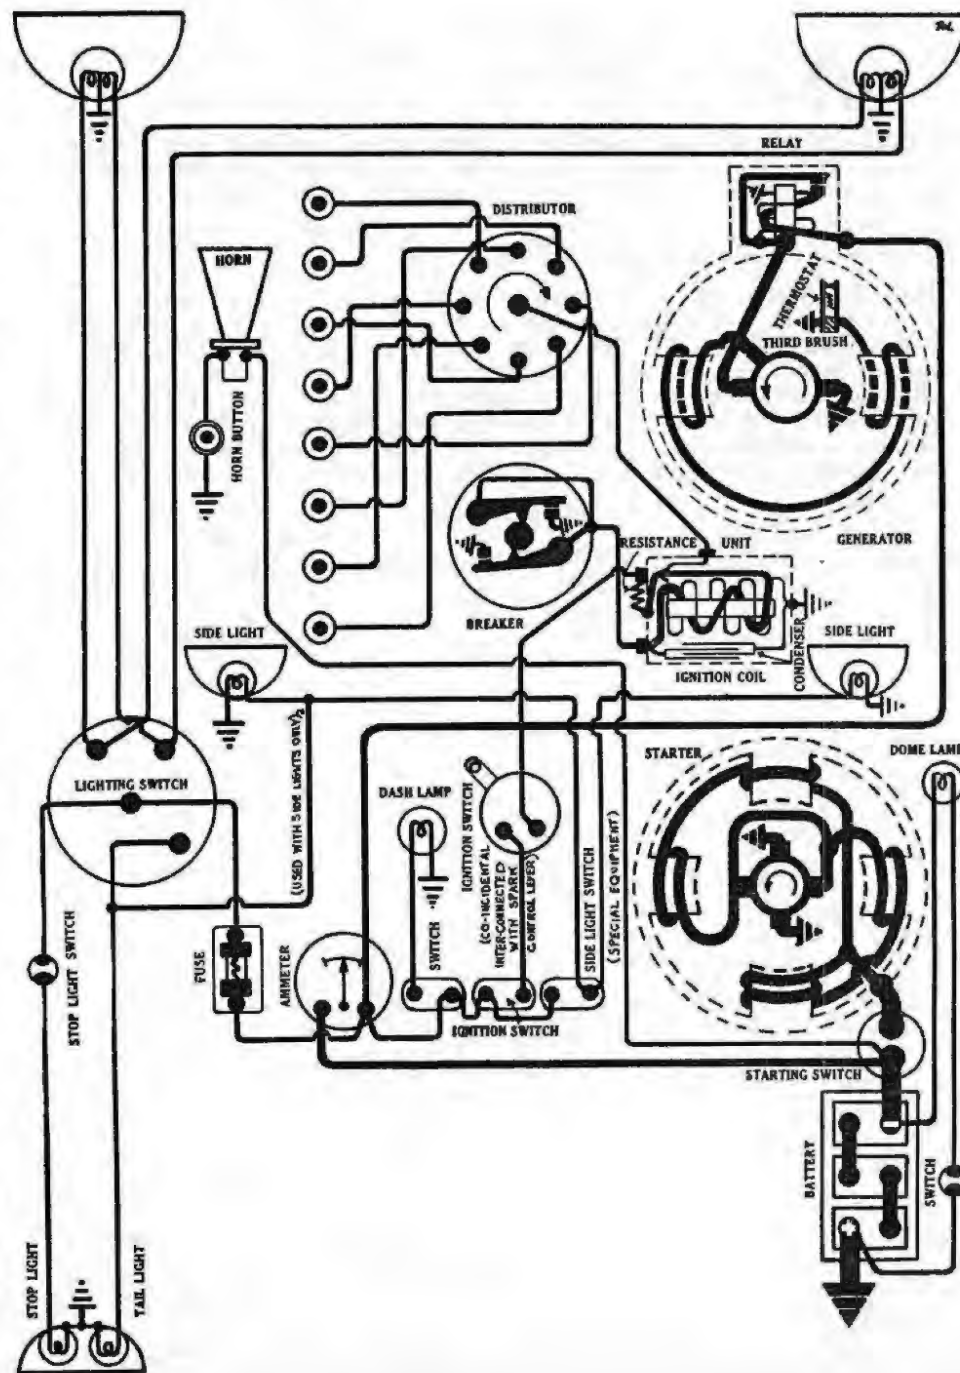 RELAY
DISTRIBUTOR
HORN
HORN BUTTON
THERMOSTAT
THIRD BRUSH
GENERATOR
BREAKER
RESISTANCE UNIT
CONDENSER
IGNITION COIL
SIDE LIGHT
SIDE LIGHT
LIGHTING SWITCH
(USED WITH SIDE LIGHTS ONLY)
DASH LAMP
SWITCH
IGNITION SWITCH
(CO-INCIDENTAL
INTER-CONNECTED
WITH SPARK
CONTROL LEVER)
IGNITION SWITCH
SIDE LIGHT SWITCH
(SPECIAL EQUIPMENT)
STARTER
DOME LAMP
STARTING SWITCH
BATTERY
SWITCH
STOP LIGHT SWITCH
FUSE
AMMETER
STOP LIGHT
TAIL LIGHT